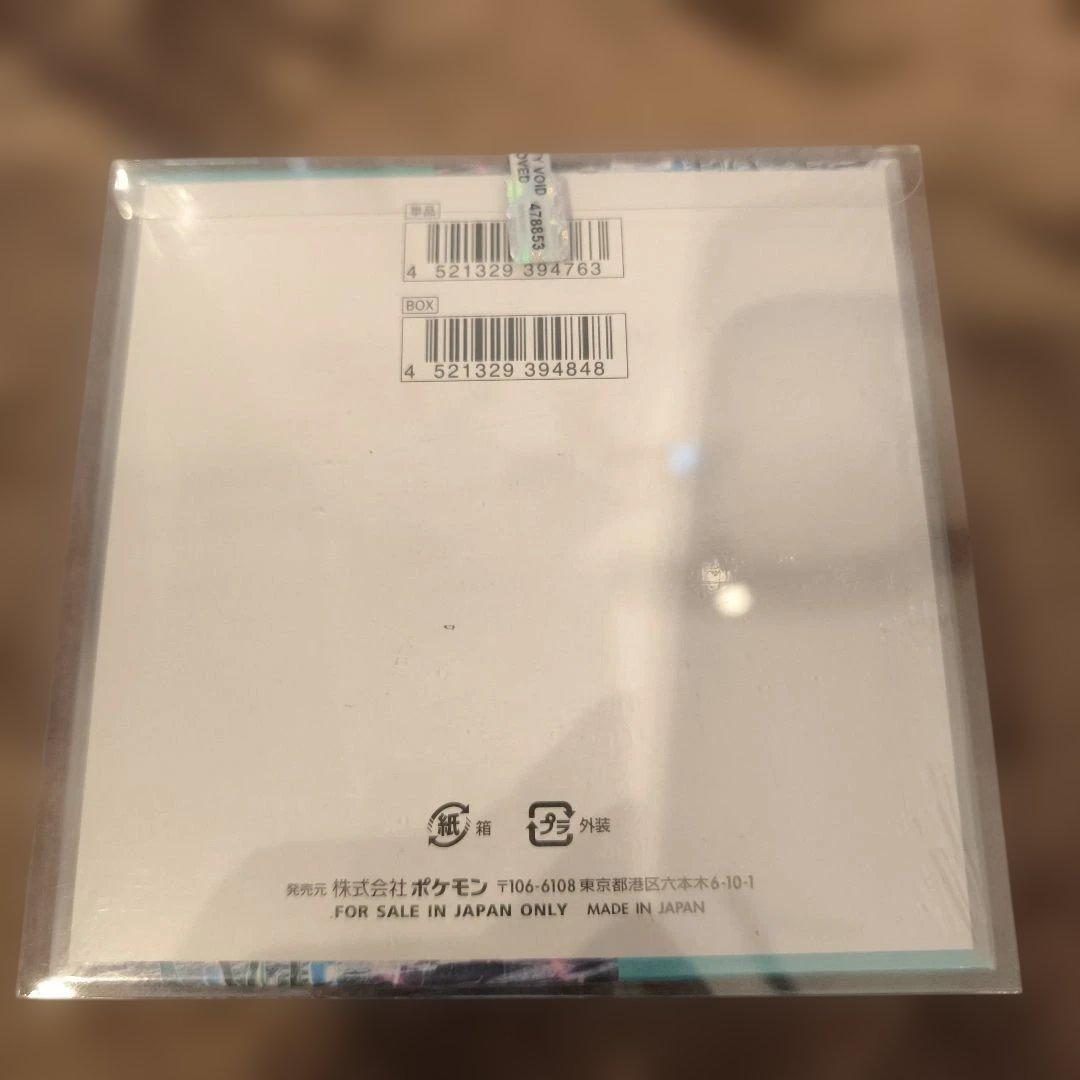 Y VOID 478853
OVED
単品
4 521329 394763
BOX
4 521329 394848
紙 箱 プラ 外装
発売元 株式会社ポケモン 〒106-6108 東京都港区六本木6-10-1
FOR SALE IN JAPAN ONLY MADE IN JAPAN